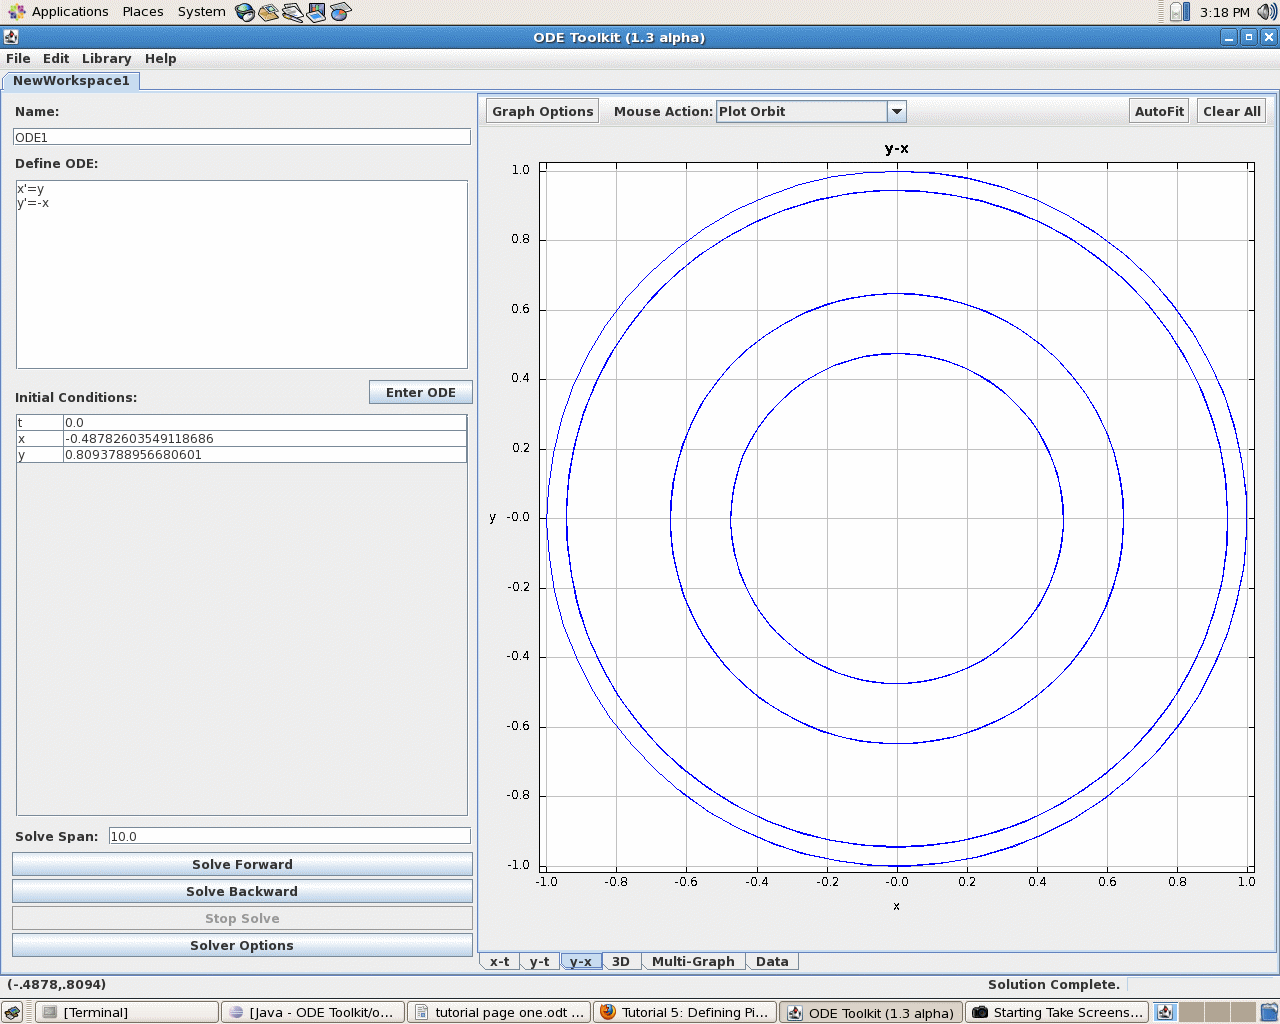 Applications Places System 3:18 PM
ODE Toolkit (1.3 alpha)
File Edit Library Help
NewWorkspace1
Name:
ODE1
Define ODE:
x'=y
y'=-x
Enter ODE
Initial Conditions:
t 0.0
x -0.48782603549118686
y 0.8093788956680601
Solve Span: 10.0
Solve Forward
Solve Backward
Stop Solve
Solver Options
Graph Options Mouse Action: Plot Orbit AutoFit Clear All
y-x
1.0
0.8
0.6
0.4
0.2
y -0.0
-0.2
-0.4
-0.6
-0.8
-1.0
-1.0 -0.8 -0.6 -0.4 -0.2 -0.0 0.2 0.4 0.6 0.8 1.0
x
x-t y-t y-x 3D Multi-Graph Data
(-.4878,.8094) Solution Complete.
[Terminal] [Java - ODE Toolkit/o... tutorial page one.odt ... Tutorial 5: Defining Pi... ODE Toolkit (1.3 alpha) Starting Take Screens...